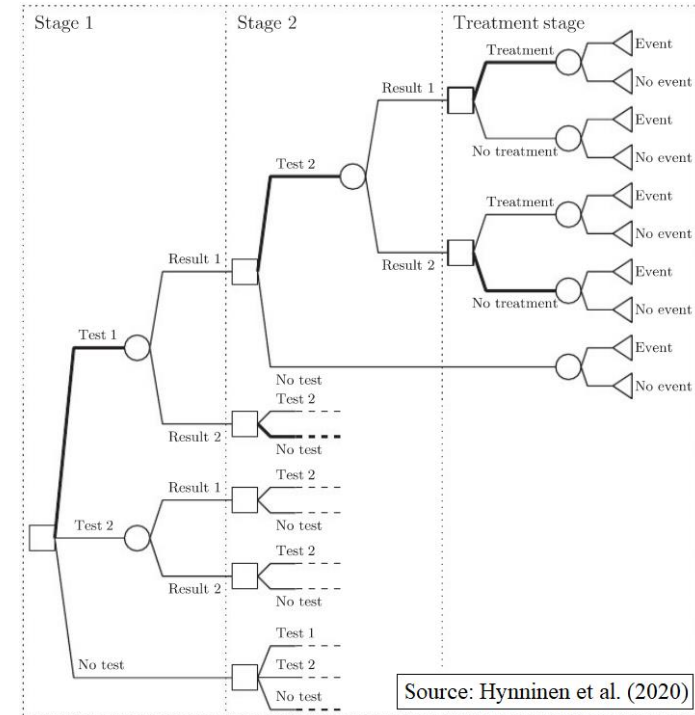 Stage 1
Stage 2
Treatment stage
Treatment
Event
No event
Result 1
Event
No treatment
No event
Test 2
Treatment
Event
No event
Result 1
Result 2
Event
No treatment
No event
Test 1
Event
No test
No event
Test 2
Result 2
No test
Test 2
Result 1
No test
Test 2
Test 2
Result 2
No test
Test 1
No test
Test 2
No test
Source: Hynninen et al. (2020)